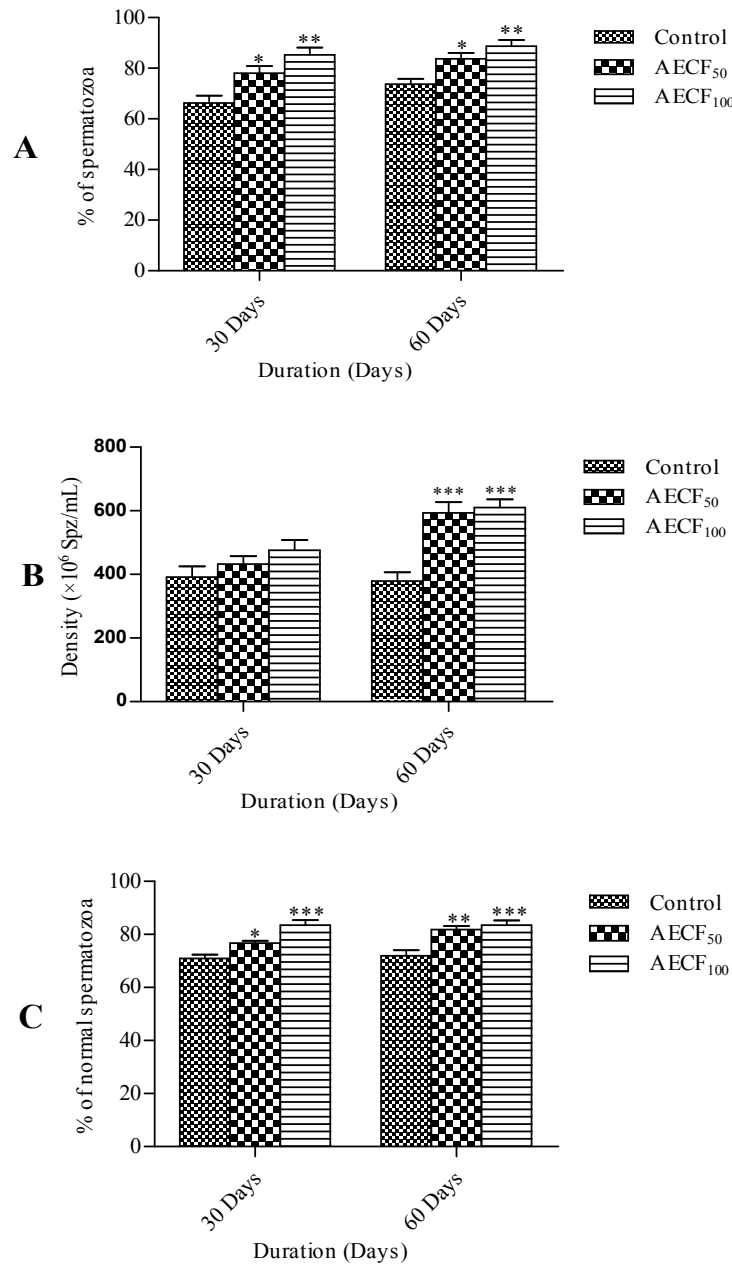 A
% of spermatozoa
100
80
60
40
20
0
*
**
*
**
30 Days
60 Days
Duration (Days)
Control
AECF50
AECF100
B
Density (×10⁶ Spz/mL)
800
600
400
200
0
***
***
30 Days
60 Days
Duration (Days)
Control
AECF50
AECF100
C
% of normal spermatozoa
100
80
60
40
20
0
*
***
**
***
30 Days
60 Days
Duration (Days)
Control
AECF50
AECF100